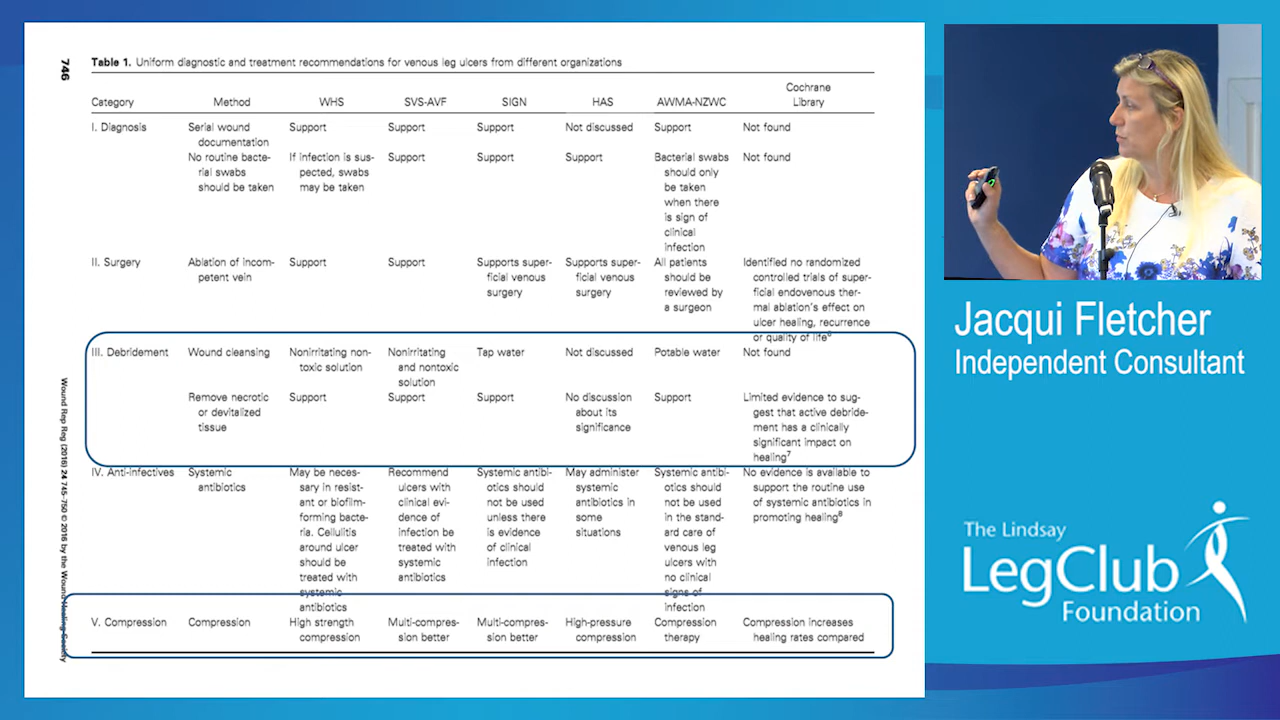 746
Table 1. Uniform diagnostic and treatment recommendations for venous leg ulcers from different organizations
Category Method WHS SVS-AVF SIGN HAS AWMA-NZWC Cochrane
Library
I. Diagnosis Serial wound Support Support Support Not discussed Support Not found
documentation
No routine bacte- If infection is sus- Support Support Support Bacterial swabs Not found
rial swabs pected, swabs should only
should be taken may be taken be taken
when there
is sign of
clinical
infection
II. Surgery Ablation of incom- Support Support Supports super- Supports super- All patients Identified no randomized
petent vein ficial venous ficial venous should be controlled trials of super-
surgery surgery reviewed by ficial endovenous ther-
a surgeon mal ablation's effect on
ulcer healing, recurrence
or quality of life6
III. Debridement Wound cleansing Nonirritating non- Nonirritating Tap water Not discussed Potable water Not found
toxic solution and nontoxic
solution
Remove necrotic Support Support Support No discussion Support Limited evidence to sug-
or devitalized about its gest that active debride-
tissue significance ment has a clinically
significant impact on
healing7
IV. Anti-infectives Systemic May be neces- Recommend Systemic antibi- May administer Systemic antibi- No evidence is available to
antibiotics sary in resist- ulcers with otics should systemic otics should support the routine use
ant or biofilm- clinical evi- not be used antibiotics in not be used of systemic antibiotics in
forming bacte- dence of unless there some in the stand- promoting healing8
ria. Cellulitis infection be is evidence situations ard care of
around ulcer treated with of clinical venous leg
should be systemic infection ulcers with
treated with antibiotics no clinical
systemic signs of
antibiotics infection
V. Compression Compression High strength Multi-compres- Multi-compres- High-pressure Compression Compression increases
compression sion better sion better compression therapy healing rates compared
Wound Rep Reg (2016) 24 745–750 © 2016 by the Wound Healing Society
Jacqui Fletcher
Independent Consultant
The Lindsay
LegClub
Foundation